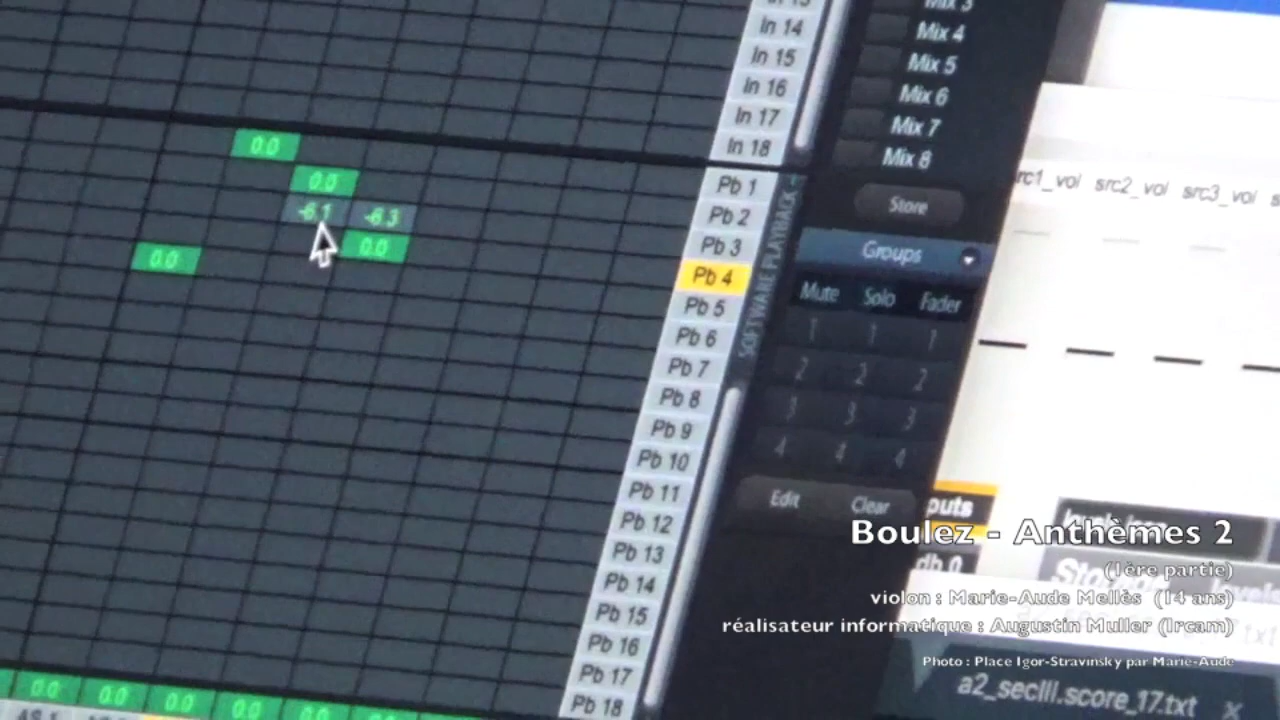 In 14
In 15
In 16
In 17
In 18
Mix 3
Mix 4
Mix 5
Mix 6
Mix 7
Mix 8
Store
src2_vol src3_vol
0.0
0.0
-6.1 -6.3
0.0
0.0
Pb 1
Pb 2
Pb 3
Pb 4
Pb 5
Pb 6
Pb 7
Pb 8
Pb 9
Pb 10
Pb 11
Pb 12
Pb 13
Pb 14
Pb 15
Pb 16
Pb 17
Pb 18
SOFTWARE PLAYBACK
Groups
Mute Solo Fader
1 1 1
2 2 2
3 3 3
4 4 4
Edit Clear
puts
db 0
Boulez - Anthèmes 2
(1ère partie)
violon : Marie-Aude Mellès (14 ans)
réalisateur informatique : Augustin Muller (Ircam)
Photo : Place Igor-Stravinsky par Marie-Aude
a2_secIII.score_17.txt x
0.0 0.0 0.0 0.0 0.0